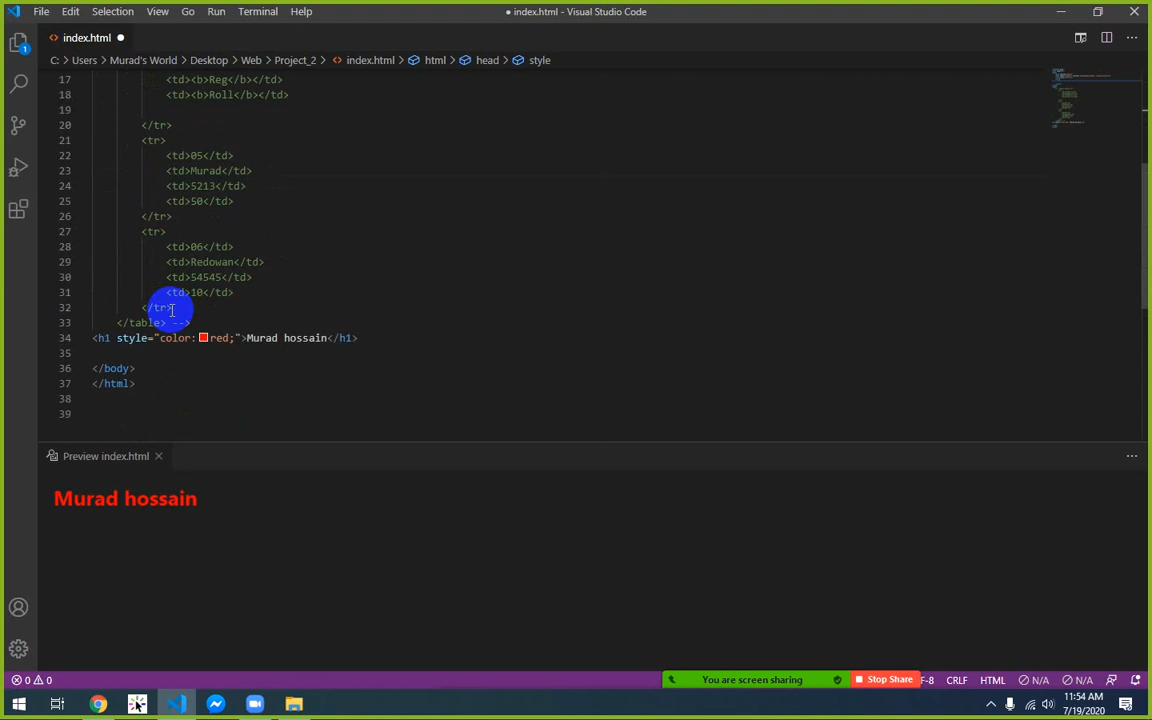 File Edit Selection View Go Run Terminal Help
● index.html - Visual Studio Code
<> index.html ●
C: > Users > Murad's World > Desktop > Web > Project_2 > <> index.html > html > head > style
17 <td><b>Reg</b></td>
18 <td><b>Roll</b></td>
19
20 </tr>
21 <tr>
22 <td>05</td>
23 <td>Murad</td>
24 <td>5213</td>
25 <td>50</td>
26 </tr>
27 <tr>
28 <td>06</td>
29 <td>Redowan</td>
30 <td>54545</td>
31 <td>10</td>
32 </tr>
33 </table> -->
34 <h1 style="color:red;">Murad hossain</h1>
35
36 </body>
37 </html>
38
39
Preview index.html
Murad hossain
1
0 0
You are screen sharing
Stop Share
F-8 CRLF HTML N/A N/A
11:54 AM
7/19/2020